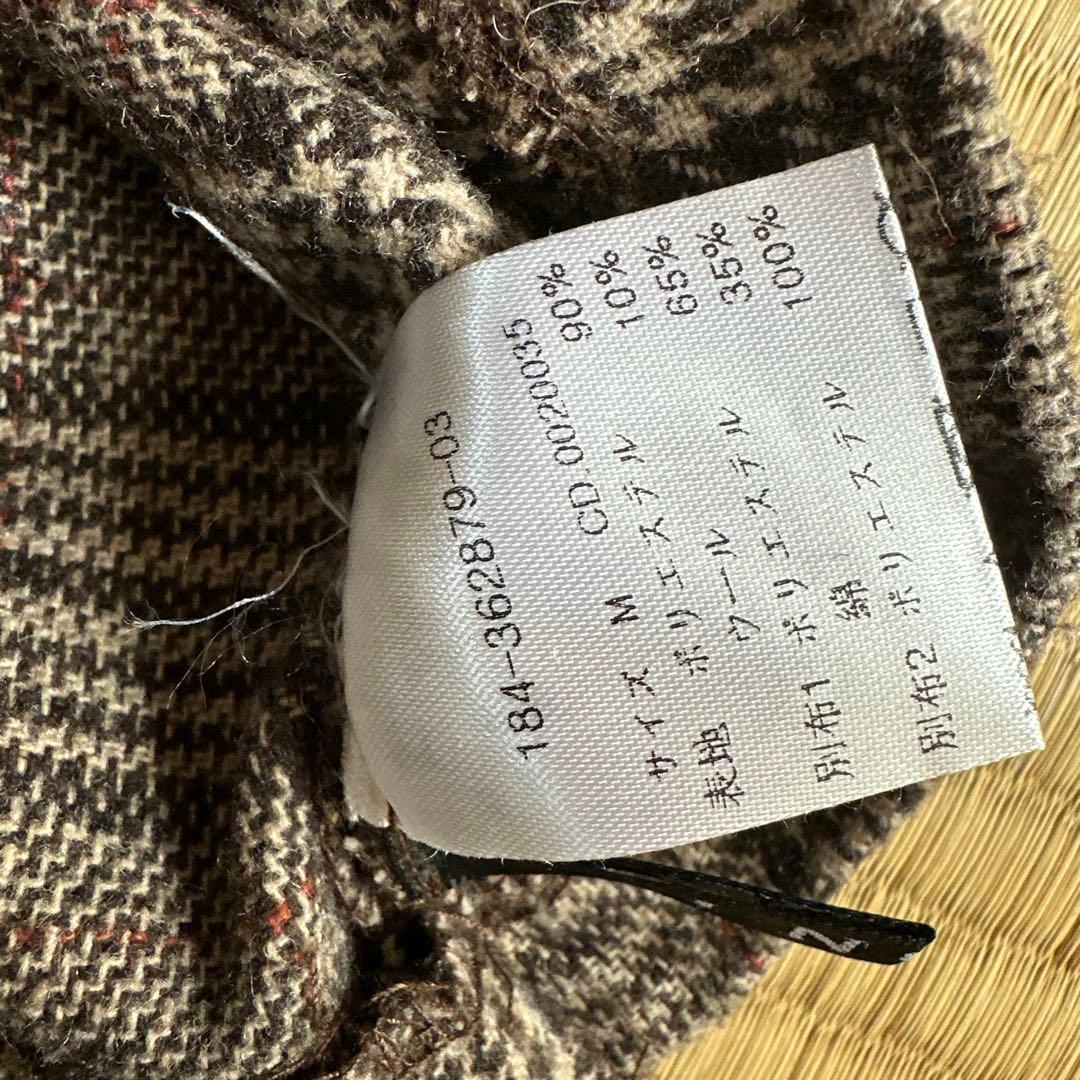 184-362879-03
CD.0020035
サイズ M
表地 ポリエステル 90%
ウール 10%
別布1 ポリエステル 65%
綿 35%
別布2 ポリエステル 100%